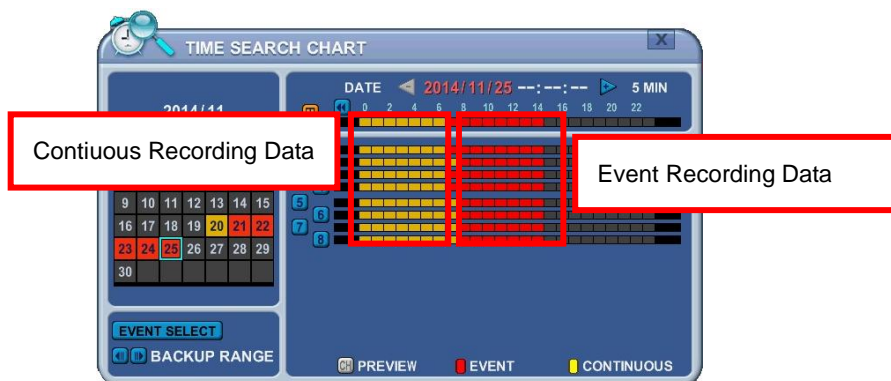 TIME SEARCH CHART
X
DATE 2014/11/25 --:--:-- 5 MIN
0 2 4 6 8 10 12 14 16 18 20 22
Contiuous Recording Data
Event Recording Data
9 10 11 12 13 14 15
16 17 18 19 20 21 22
23 24 25 26 27 28 29
30
5
6
7
8
EVENT SELECT
BACKUP RANGE
CH PREVIEW
EVENT
CONTINUOUS